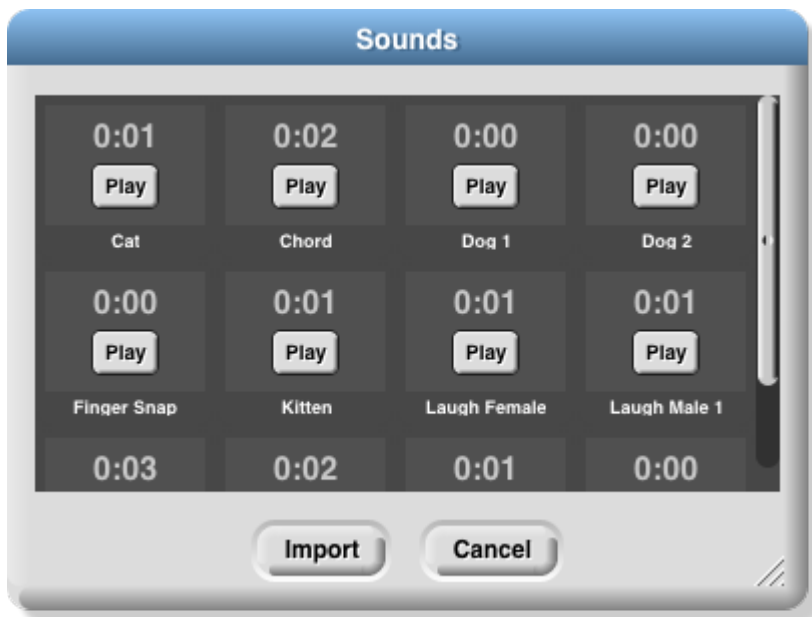 Sounds
0:01 0:02 0:00 0:00
Play Play Play Play
Cat Chord Dog 1 Dog 2
0:00 0:01 0:01 0:01
Play Play Play Play
Finger Snap Kitten Laugh Female Laugh Male 1
0:03 0:02 0:01 0:00
Import Cancel